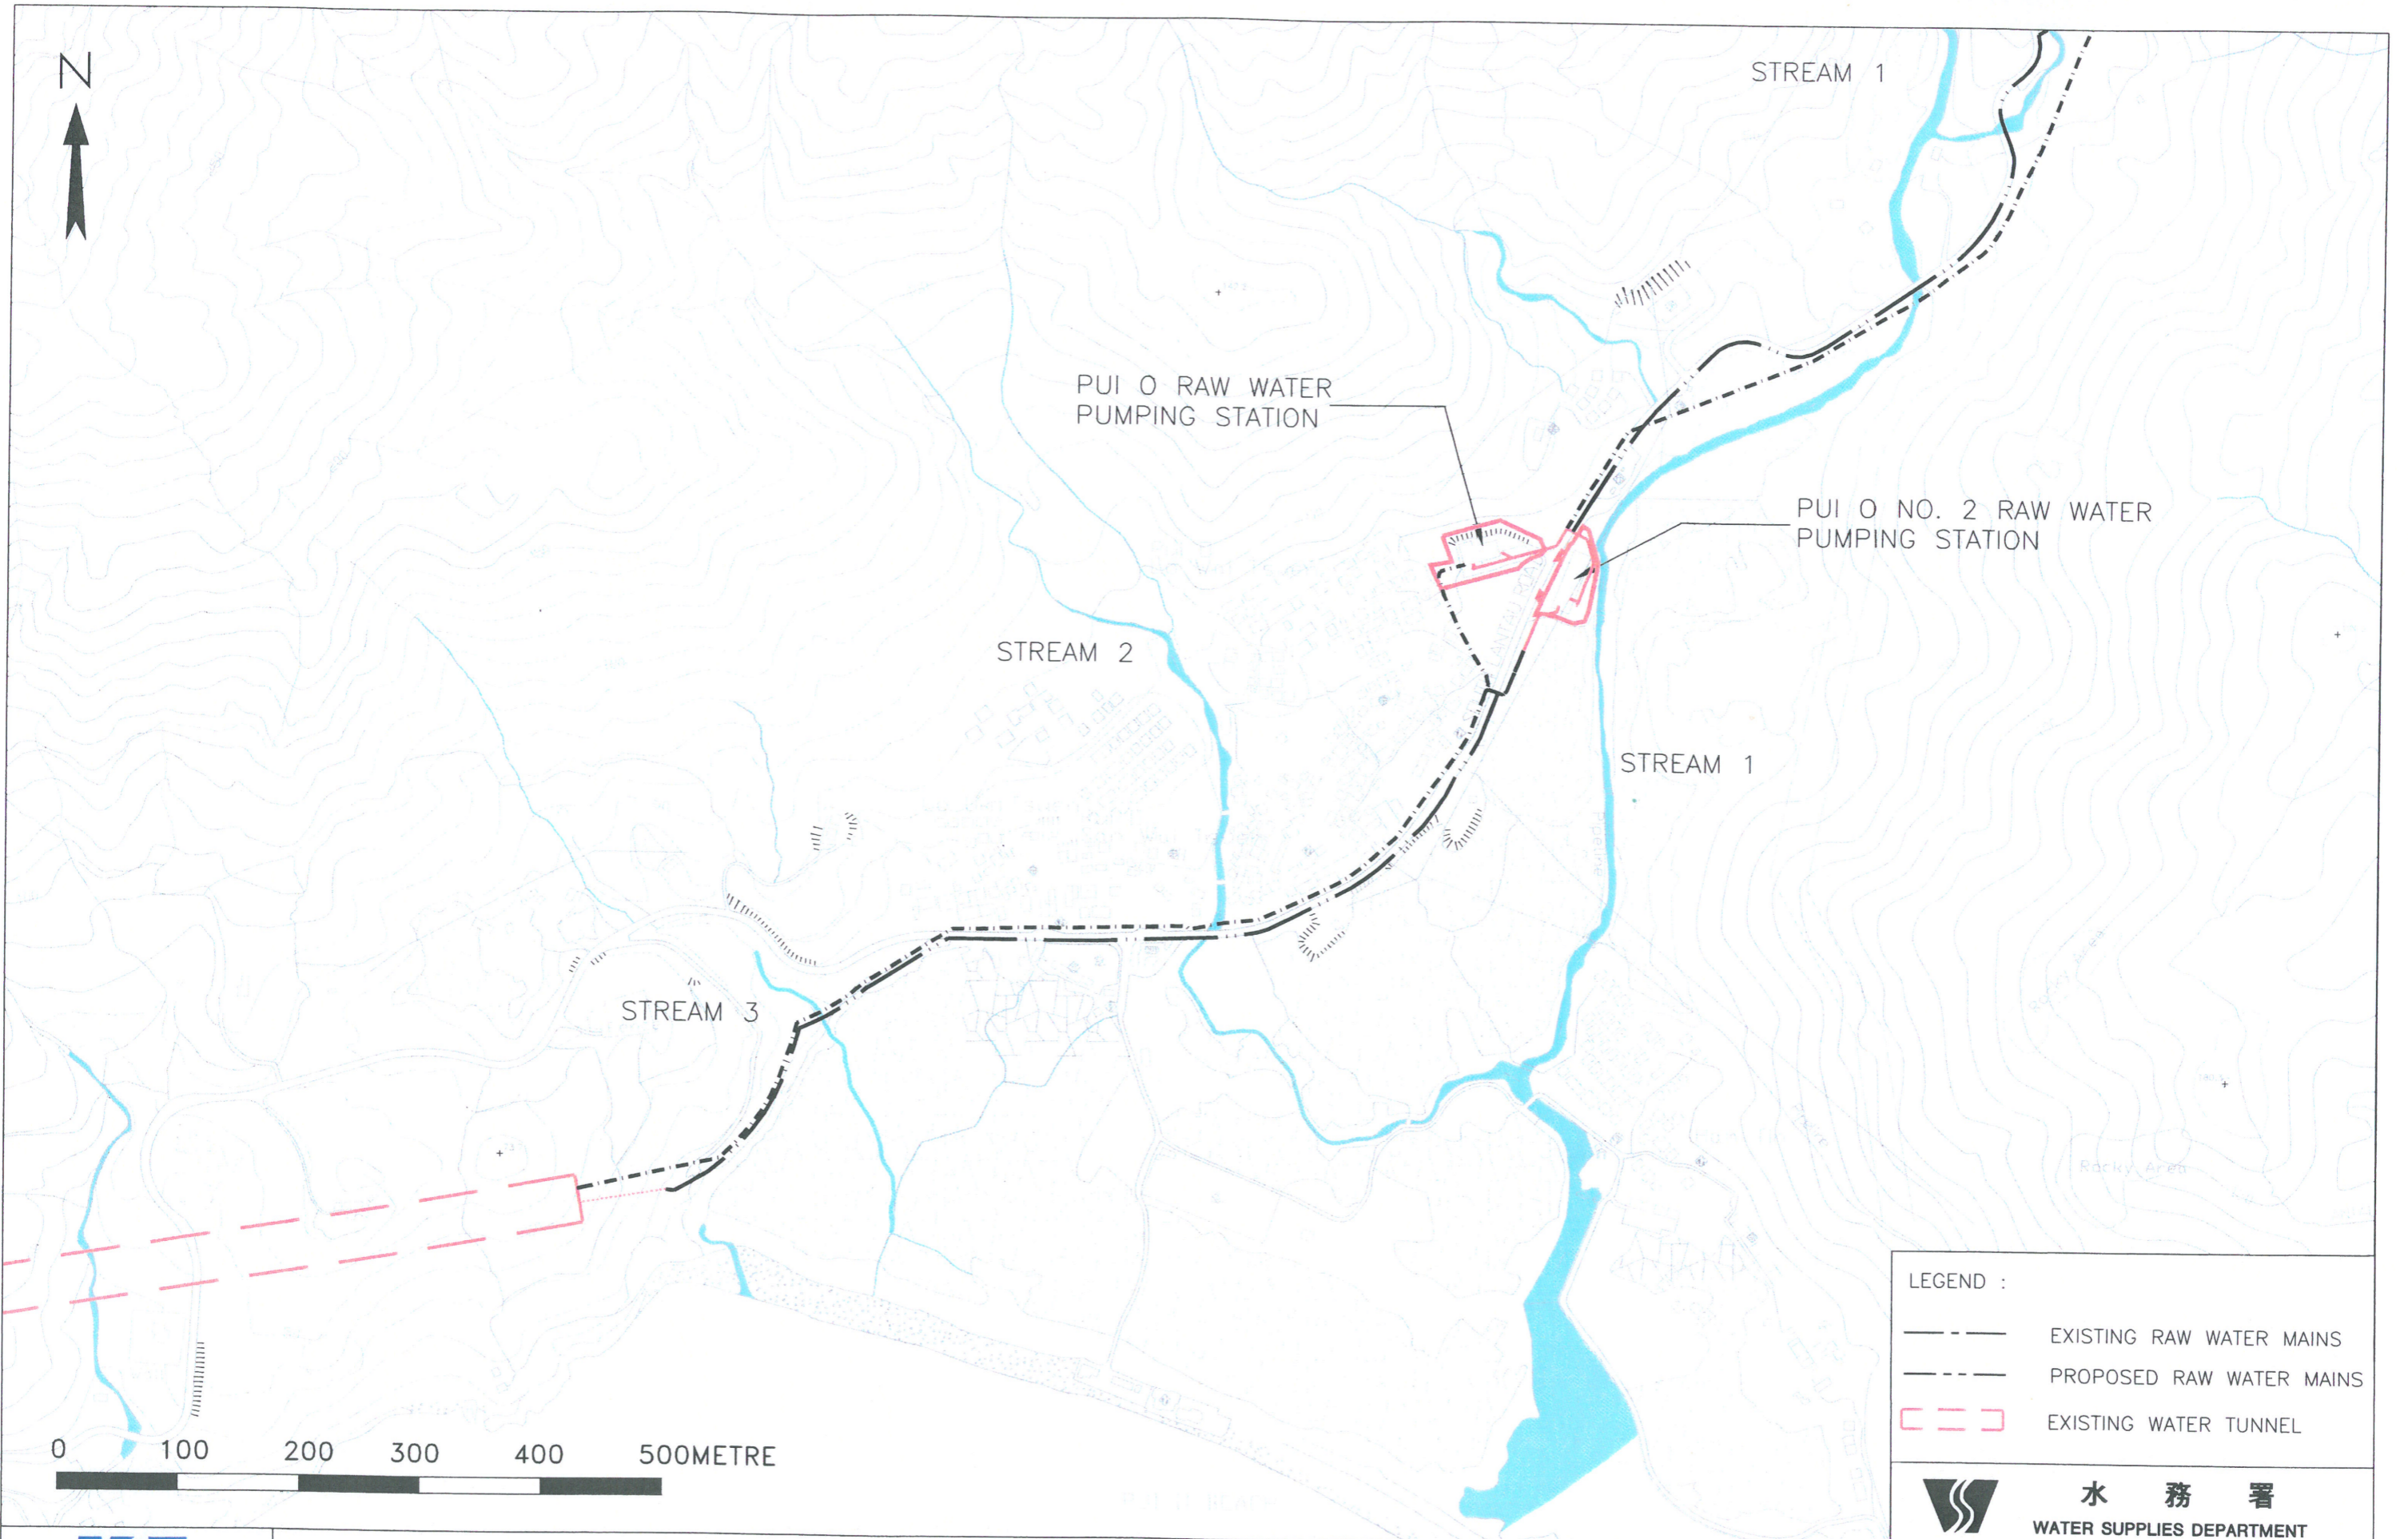 N
STREAM 1
PUI O RAW WATER
PUMPING STATION
PUI O NO. 2 RAW WATER
PUMPING STATION
STREAM 2
STREAM 1
STREAM 3
Rocky Area
LEGEND :
EXISTING RAW WATER MAINS
PROPOSED RAW WATER MAINS
EXISTING WATER TUNNEL
0 100 200 300 400 500METRE
水務署
WATER SUPPLIES DEPARTMENT